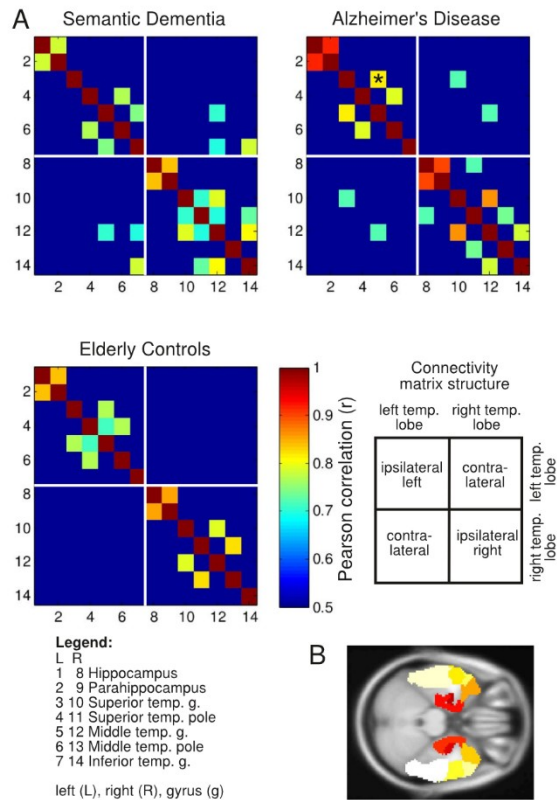 A
Semantic Dementia
Alzheimer's Disease
2
4
6
8
10
12
14
2 4 6 8 10 12 14
2
4
6
8
10
12
14
2 4 6 8 10 12 14
*
Elderly Controls
2
4
6
8
10
12
14
2 4 6 8 10 12 14
1
0.9
0.8
0.7
0.6
0.5
Pearson correlation (r)
Connectivity
matrix structure
left temp. right temp.
lobe lobe
ipsilateral
left
contra-
lateral
left temp.
lobe
contra-
lateral
ipsilateral
right
right temp.
lobe
Legend:
L R
1 8 Hippocampus
2 9 Parahippocampus
3 10 Superior temp. g.
4 11 Superior temp. pole
5 12 Middle temp. g.
6 13 Middle temp. pole
7 14 Inferior temp. g.
left (L), right (R), gyrus (g)
B